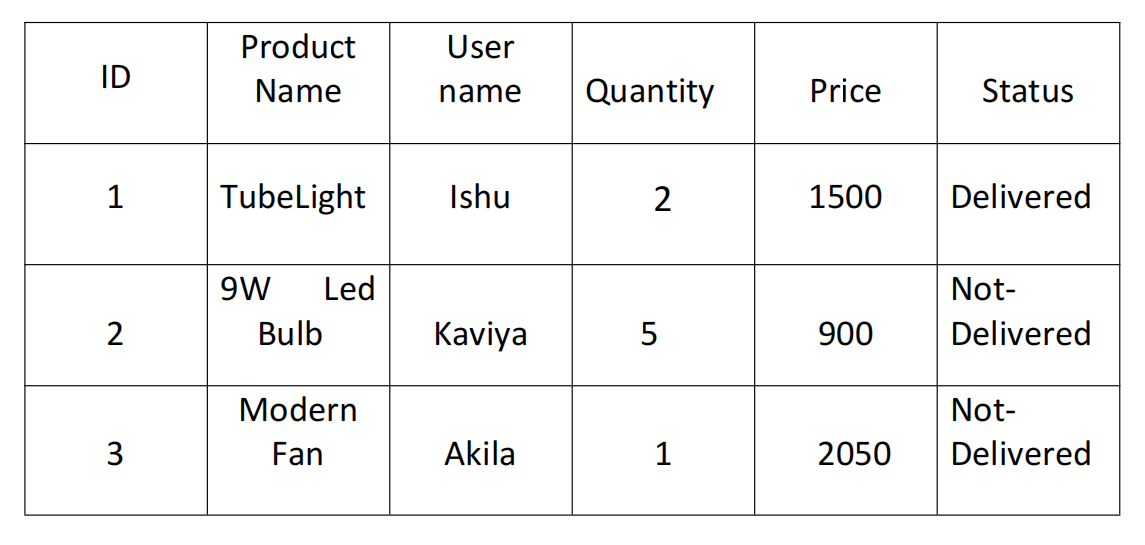 ID Product Name User name Quantity Price Status
1 TubeLight Ishu 2 1500 Delivered
2 9W Led Bulb Kaviya 5 900 Not-Delivered
3 Modern Fan Akila 1 2050 Not-Delivered